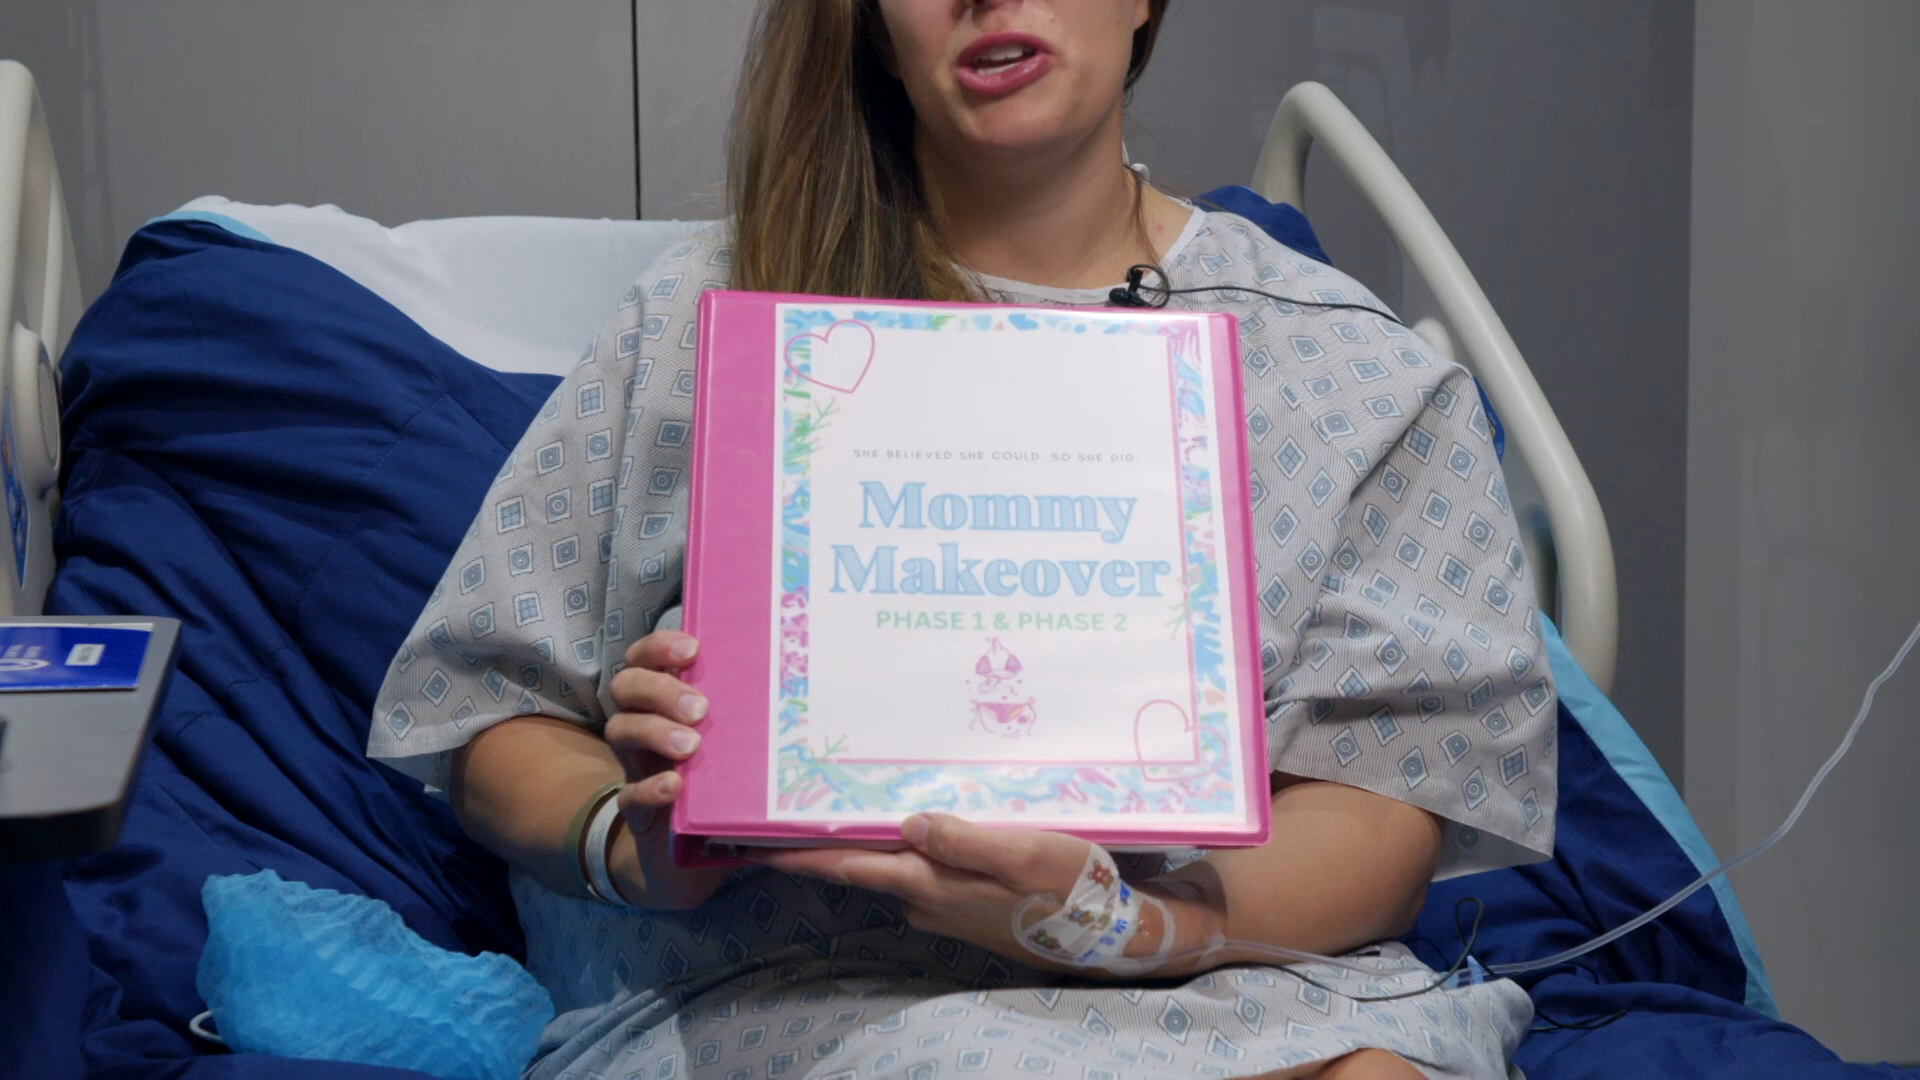 SHE BELIEVED SHE COULD. SO SHE DID.
Mommy
Makeover
PHASE 1 & PHASE 2